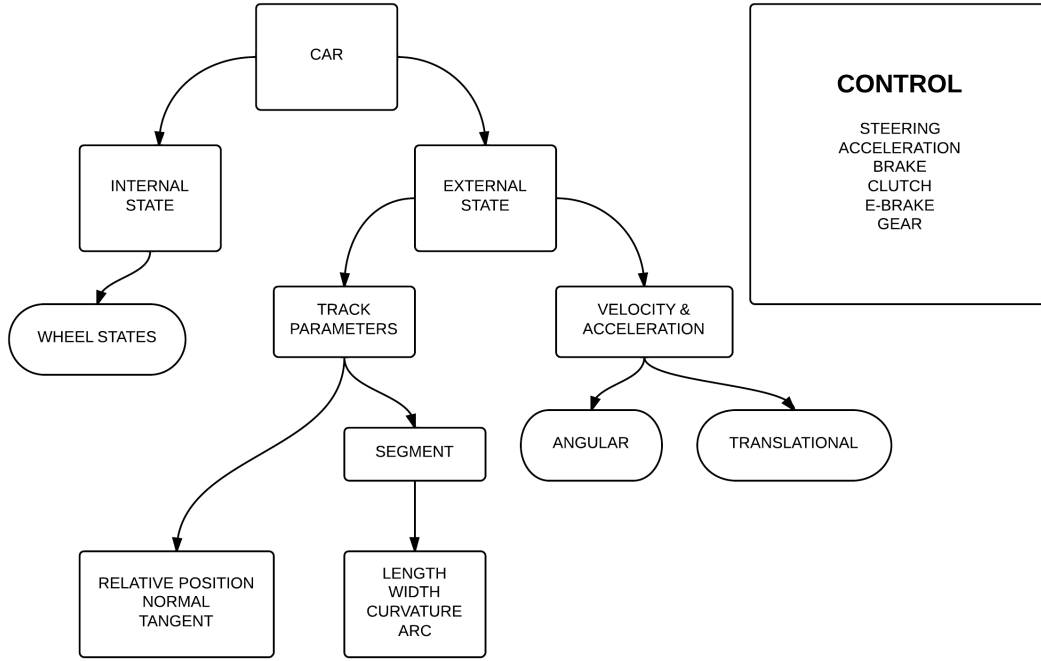 CAR
CONTROL
STEERING
ACCELERATION
BRAKE
CLUTCH
E-BRAKE
GEAR
INTERNAL
STATE
EXTERNAL
STATE
WHEEL STATES
TRACK
PARAMETERS
VELOCITY &
ACCELERATION
SEGMENT
ANGULAR
TRANSLATIONAL
RELATIVE POSITION
NORMAL
TANGENT
LENGTH
WIDTH
CURVATURE
ARC